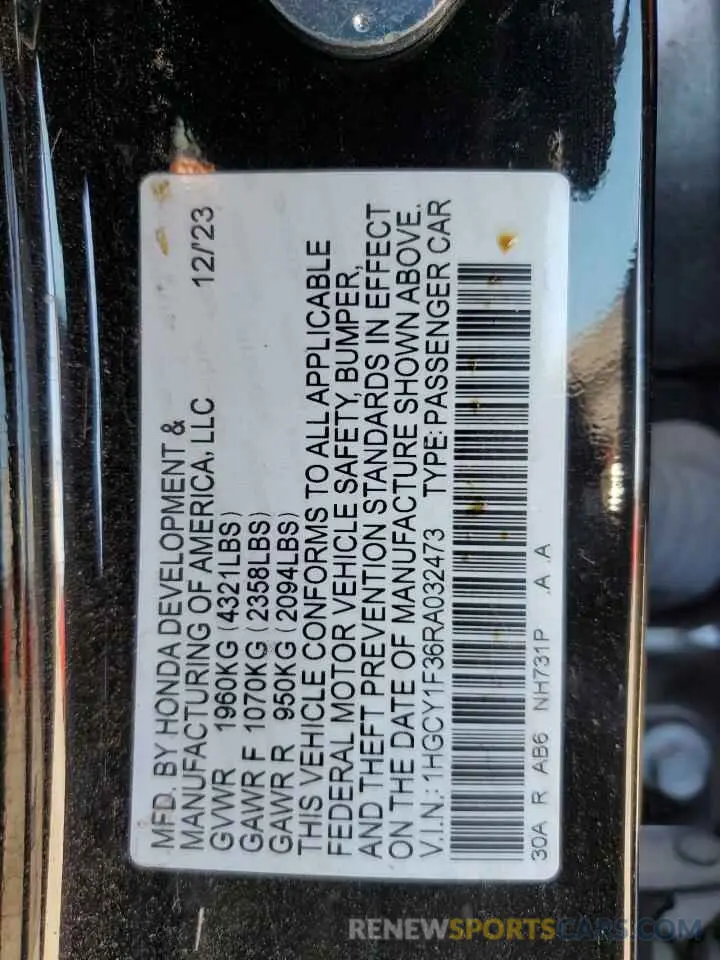 MFD. BY HONDA DEVELOPMENT &
MANUFACTURING OF AMERICA, LLC 12/'23
GVWR 1960KG (4321LBS)
GAWR F 1070KG (2358LBS)
GAWR R 950KG (2094LBS)
THIS VEHICLE CONFORMS TO ALL APPLICABLE
FEDERAL MOTOR VEHICLE SAFETY, BUMPER,
AND THEFT PREVENTION STANDARDS IN EFFECT
ON THE DATE OF MANUFACTURE SHOWN ABOVE.
V.I.N.: 1HGCY1F36RA032473 TYPE: PASSENGER CAR
30A R AB6 NH731P .A .A
RENEWSPORTSCARS.COM